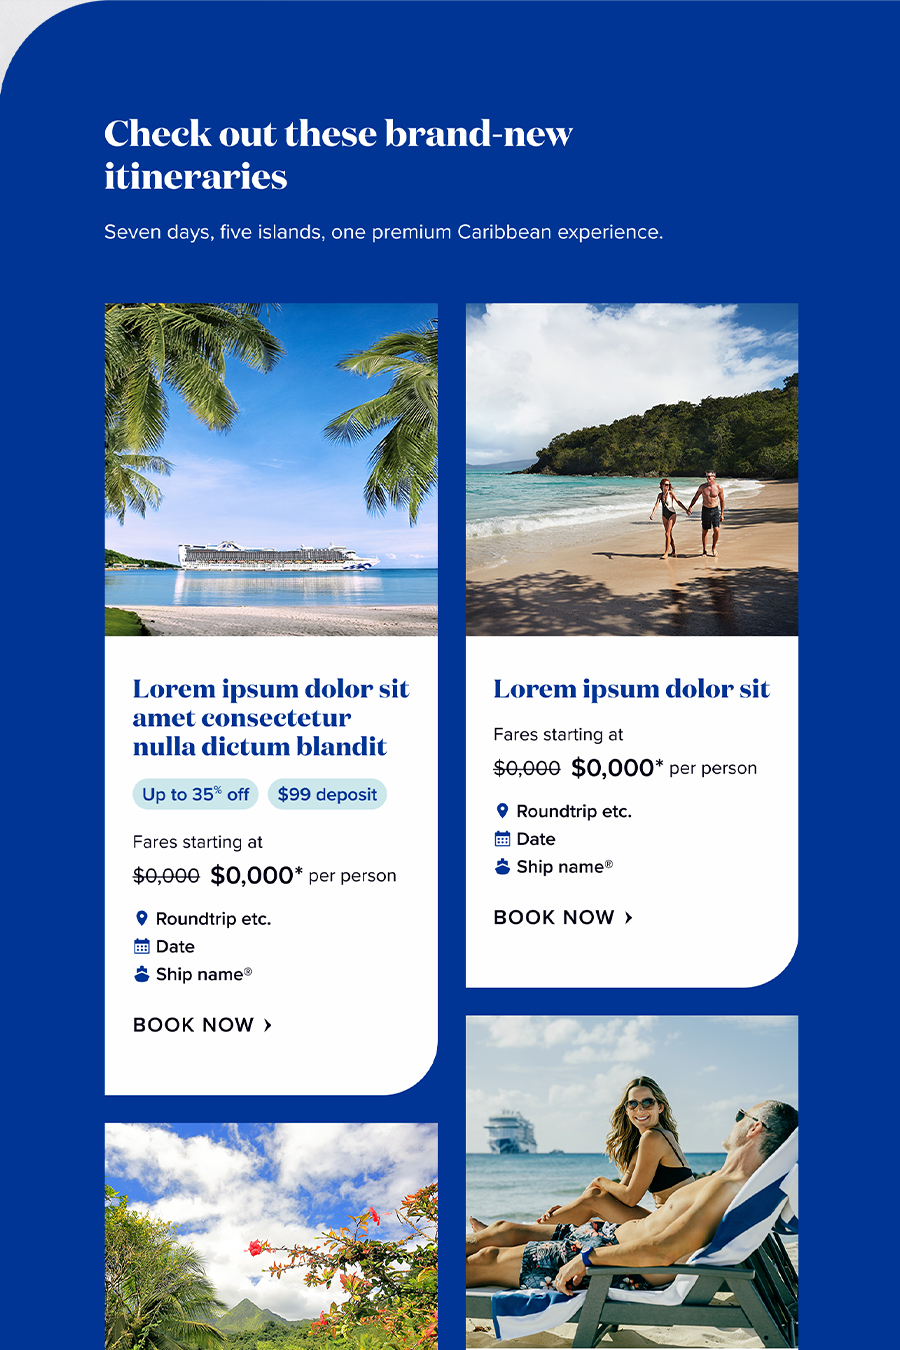 Check out these brand-new
itineraries
Seven days, five islands, one premium Caribbean experience.
Lorem ipsum dolor sit
amet consectetur
nulla dictum blandit
Up to 35% off $99 deposit
Fares starting at
$0,000 $0,000* per person
Roundtrip etc.
Date
Ship name®
BOOK NOW ›
Lorem ipsum dolor sit
Fares starting at
$0,000 $0,000* per person
Roundtrip etc.
Date
Ship name®
BOOK NOW ›